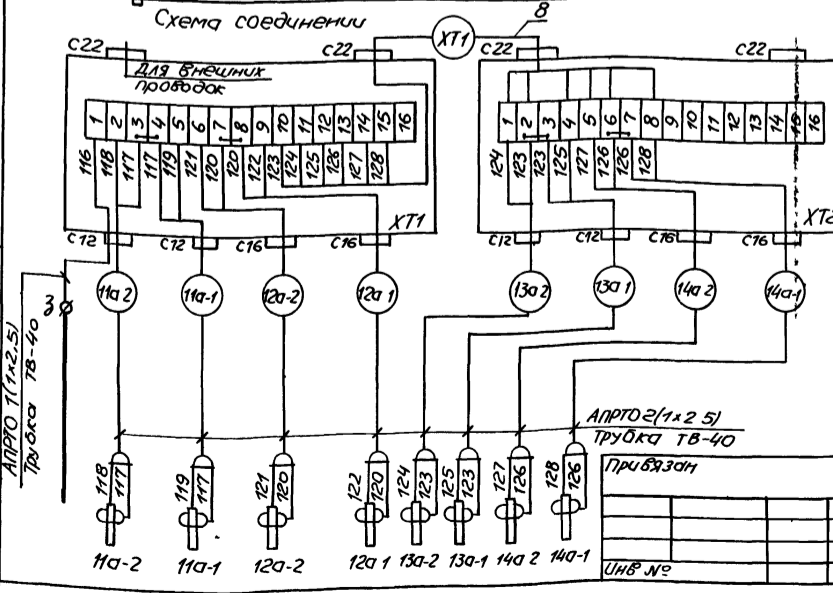 Схема соединении
ХТ1
8
С22
С22
С22
С22
Для внешних
проводок
1 2 3 4 5 6 7 8 9 10 11 12 13 14 15 16
1 2 3 4 5 6 7 8 9 10 11 12 13 14 15 16
116 118 117 117 119 121 120 120 122 123 124 125 126 127 128
124 123 123 125 127 126 126 128
ХТ1
ХТ2
С12 С12 С16 С16
С12 С12 С16 С16
11а 2 11а-1 12а-2 12а 1 13а 2 13а 1 14а 2 14а-1
З
АПРТО 1(1×2.5)
Трубка ТВ-40
АПРТО 2(1×2 5)
Трубка ТВ-40
118 117 119 117 121 120 122 120 124 123 125 123 127 126 128 126
11а-2 11а-1 12а-2 12а 1 13а-2 13а-1 14а 2 14а-1
Привязан
Инв №